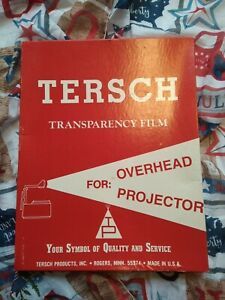 TERSCH
TRANSPARENCY FILM
FOR:
OVERHEAD
PROJECTOR
YOUR SYMBOL OF QUALITY AND SERVICE
TERSCH PRODUCTS, INC. • ROGERS, MINN. 55374 • MADE IN U.S.A.
liberty